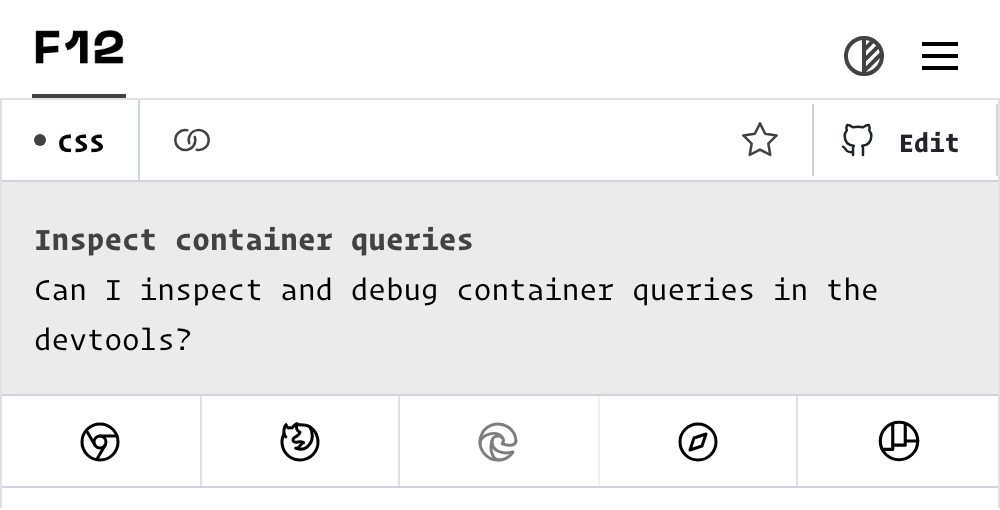 F12
css
Edit
Inspect container queries
Can I inspect and debug container queries in the
devtools?